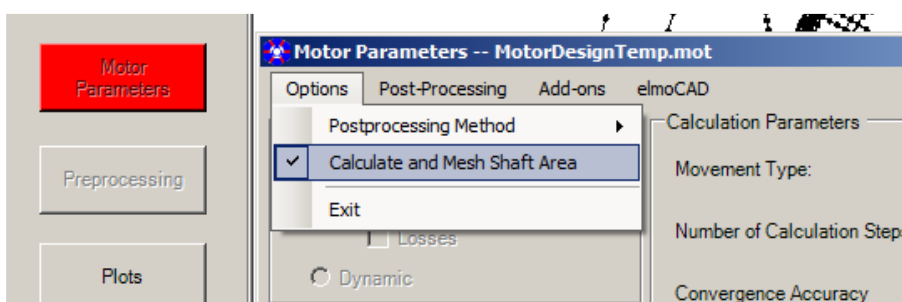 Motor
Parameters
Preprocessing
Plots
Motor Parameters -- MotorDesignTemp.mot
Options Post-Processing Add-ons elmoCAD
Postprocessing Method
Calculate and Mesh Shaft Area
Exit
Losses
Dynamic
Calculation Parameters
Movement Type:
Number of Calculation Step
Convergence Accuracy